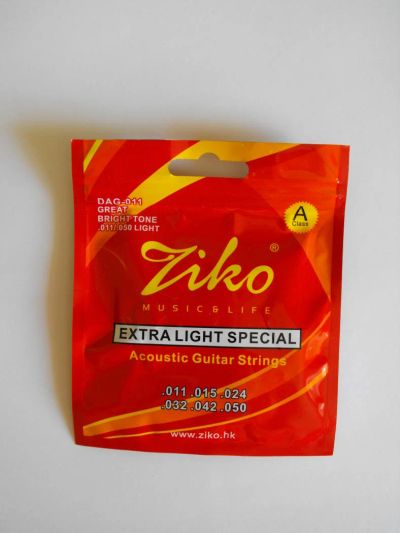 DAG-011
GREAT
BRIGHT TONE
.011/.050 LIGHT
A
Class
Ziko®
MUSIC & LIFE
EXTRA LIGHT SPECIAL
Acoustic Guitar Strings
.011 .015 .024
.032 .042 .050
www.ziko.hk